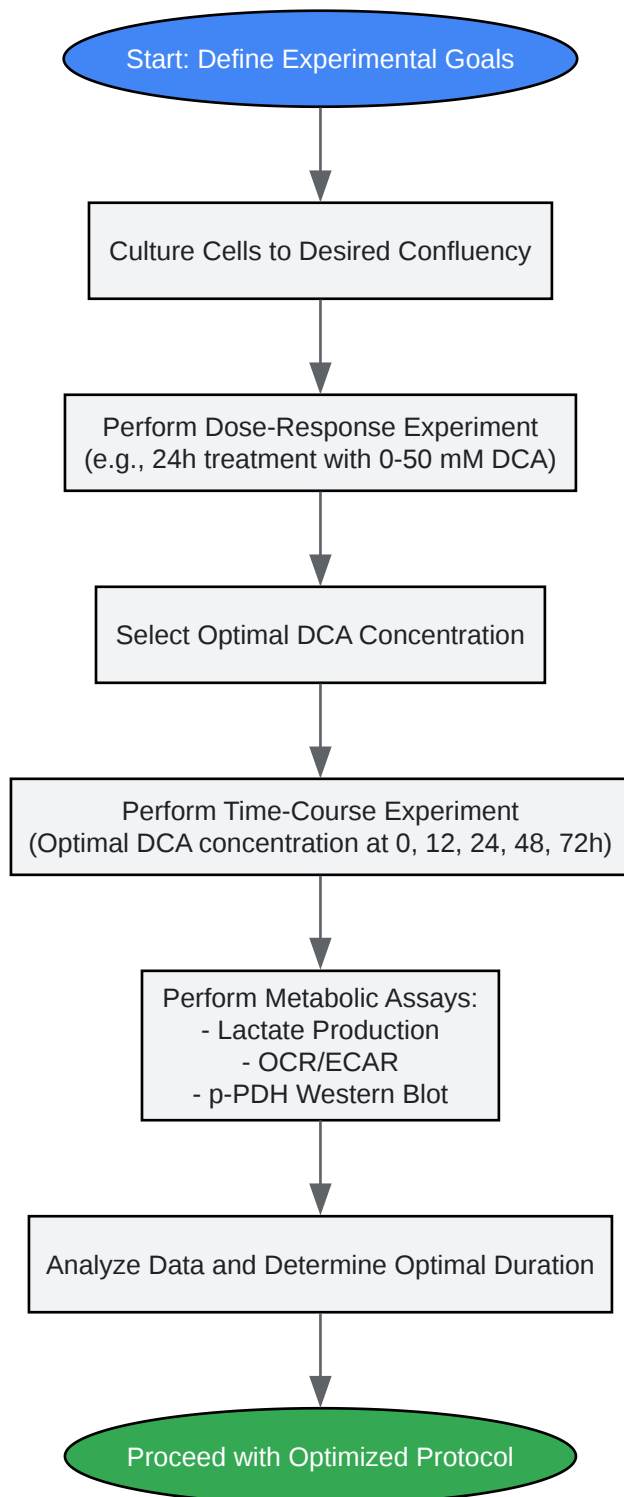 Start: Define Experimental Goals
Culture Cells to Desired Confluency
Perform Dose-Response Experiment
(e.g., 24h treatment with 0-50 mM DCA)
Select Optimal DCA Concentration
Perform Time-Course Experiment
(Optimal DCA concentration at 0, 12, 24, 48, 72h)
Perform Metabolic Assays:
- Lactate Production
- OCR/ECAR
- p-PDH Western Blot
Analyze Data and Determine Optimal Duration
Proceed with Optimized Protocol